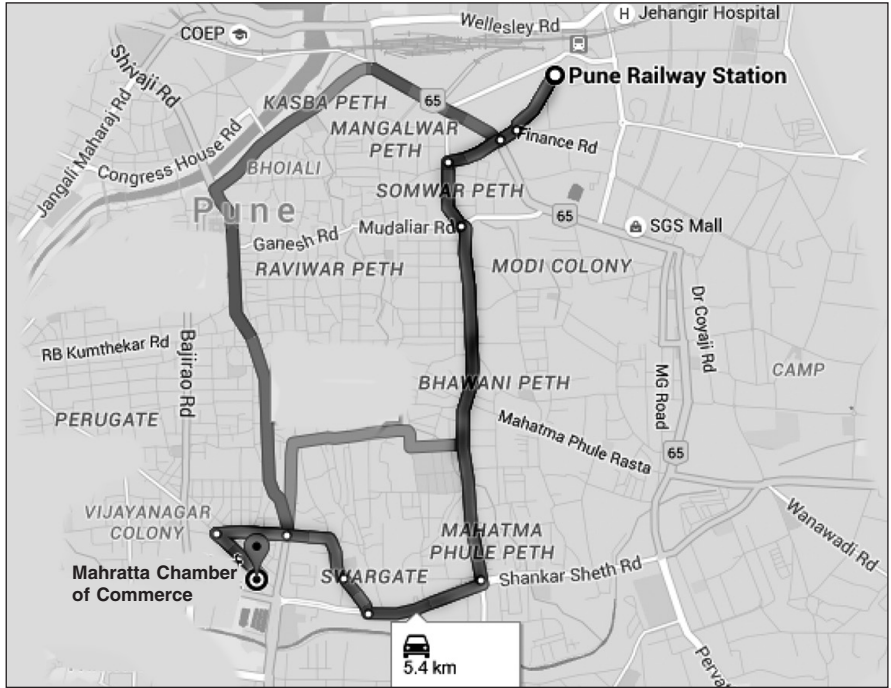 Wellesley Rd
H Jehangir Hospital
COEP
Shivaji Rd
Pune Railway Station
65
KASBA PETH
MANGALWAR
PETH
Finance Rd
Jangali Maharaj Rd
Congress House Rd
BHOIALI
SOMWAR PETH
Pune
65
SGS Mall
Ganesh Rd
Mudaliar Rd
RAVIWAR PETH
MODI COLONY
Dr Coyaji Rd
RB Kumthekar Rd
Bajirao Rd
BHAWANI PETH
MG Road
CAMP
PERUGATE
Mahatma Phule Rasta
65
VIJAYANAGAR
COLONY
MAHATMA
PHULE PETH
Wanawadi Rd
Mahratta Chamber
of Commerce
SWARGATE
Shankar Sheth Rd
5.4 km